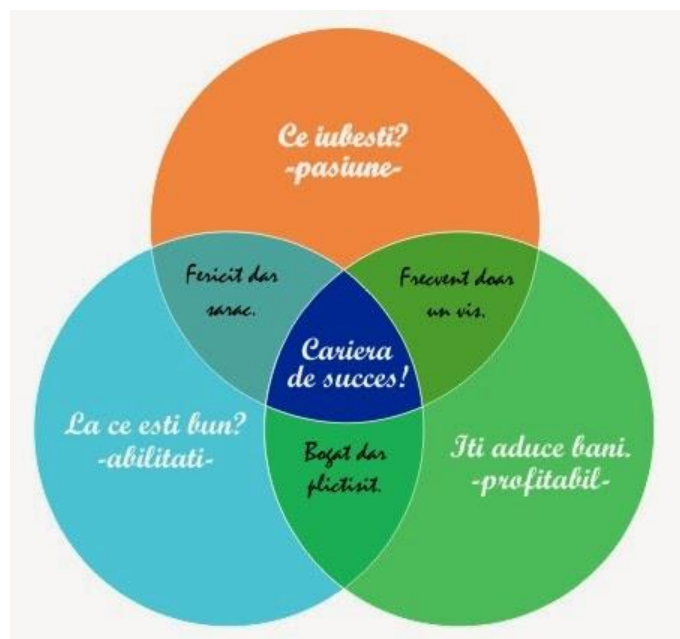 Ce iubesti?
-pasiune-
Fericit dar
sarac.
Frecvent doar
un vis.
Cariera
de succes!
La ce esti bun?
-abilitati-
Bogat dar
plictisit.
Iti aduce bani.
-profitabil-